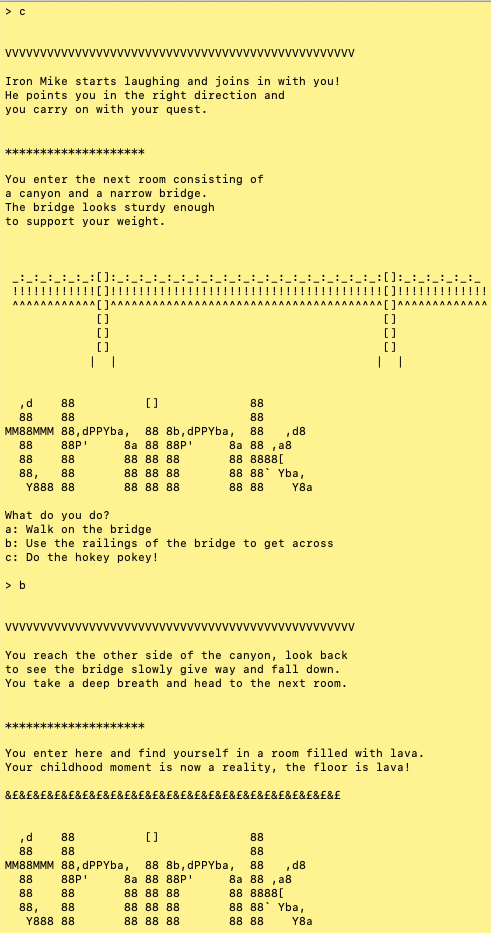 > c
VVVVVVVVVVVVVVVVVVVVVVVVVVVVVVVVVVVVVVVVVVVVVVVVVV
Iron Mike starts laughing and joins in with you!
He points you in the right direction and
you carry on with your quest.
********************
You enter the next room consisting of
a canyon and a narrow bridge.
The bridge looks sturdy enough
to support your weight.
 _:_:_:_:_:_:[]:_:_:_:_:_:_:_:_:_:_:_:_:_:_:_:_:_:_:_:[]:_:_:_:_:_:_
 !!!!!!!!!!!![]!!!!!!!!!!!!!!!!!!!!!!!!!!!!!!!!!!!!!!![]!!!!!!!!!!!!!
 ^^^^^^^^^^^^[]^^^^^^^^^^^^^^^^^^^^^^^^^^^^^^^^^^^^^^^[]^^^^^^^^^^^^^
             []                                       []
             []                                       []
             []                                       []
            |  |                                     |  |
  ,d    88          []             88
  88    88                         88
MM88MMM 88,dPPYba,  88 8b,dPPYba,  88   ,d8
  88    88P'     8a 88 88P'     8a 88 ,a8
  88    88       88 88 88       88 8888[
  88,   88       88 88 88       88 88` Yba,
   Y888 88       88 88 88       88 88    Y8a
What do you do?
a: Walk on the bridge
b: Use the railings of the bridge to get across
c: Do the hokey pokey!
> b
VVVVVVVVVVVVVVVVVVVVVVVVVVVVVVVVVVVVVVVVVVVVVVVVVV
You reach the other side of the canyon, look back
to see the bridge slowly give way and fall down.
You take a deep breath and head to the next room.
********************
You enter here and find yourself in a room filled with lava.
Your childhood moment is now a reality, the floor is lava!
&£&£&£&£&£&£&£&£&£&£&£&£&£&£&£&£&£&£&£&£&£&£&£&£
  ,d    88          []             88
  88    88                         88
MM88MMM 88,dPPYba,  88 8b,dPPYba,  88   ,d8
  88    88P'     8a 88 88P'     8a 88 ,a8
  88    88       88 88 88       88 8888[
  88,   88       88 88 88       88 88` Yba,
   Y888 88       88 88 88       88 88    Y8a